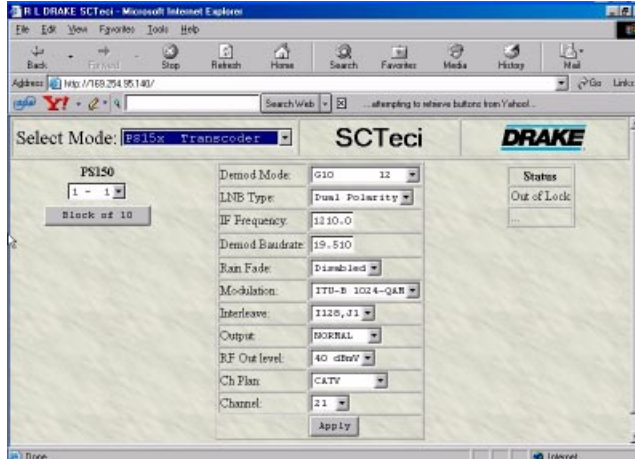 R L DRAKE SCTeci - Microsoft Internet Explorer
File Edit View Favorites Tools Help
Back Forward Stop Refresh Home Search Favorites Media History Mail
Address http://169.254.95.140/ Go Links
Y! Search Web ...attempting to retrieve buttons from Yahoo!...
Select Mode: PS15x Transcoder SCTeci DRAKE
PS150
1 - 1
Block of 10
Demod Mode: G10 12
LNB Type: Dual Polarity
IF Frequency: 1210.0
Demod Baudrate: 19.510
Rain Fade: Disabled
Modulation: ITU-B 1024-QAM
Interleave: I128,J1
Output: NORMAL
RF Out level: 40 dBmV
Ch Plan: CATV
Channel: 21
Apply
Status
Out of Lock
...
Done Internet